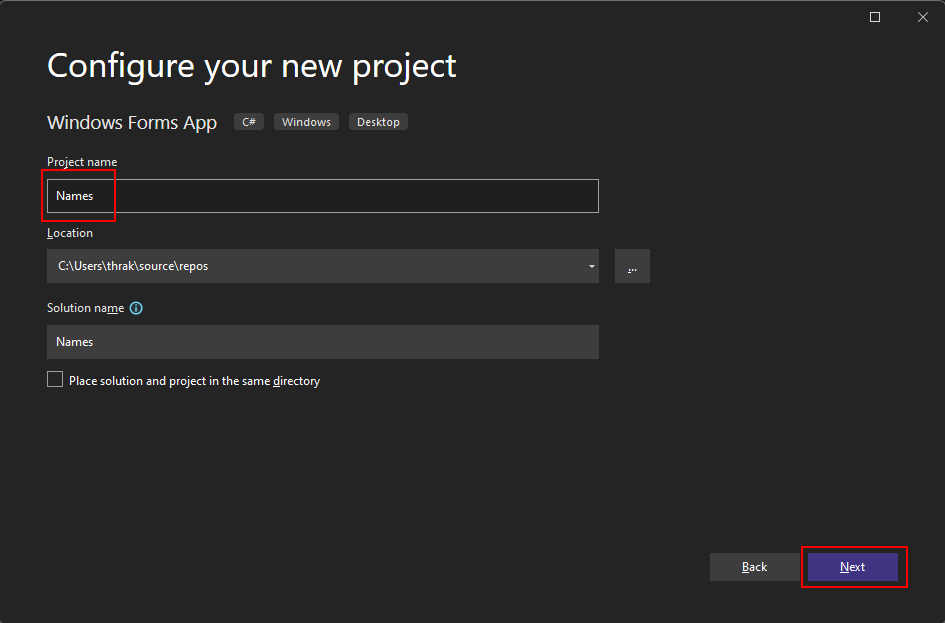 Configure your new project
Windows Forms App C# Windows Desktop
Project name
Names
Location
C:\Users\thrak\source\repos
...
Solution name
Names
Place solution and project in the same directory
Back Next